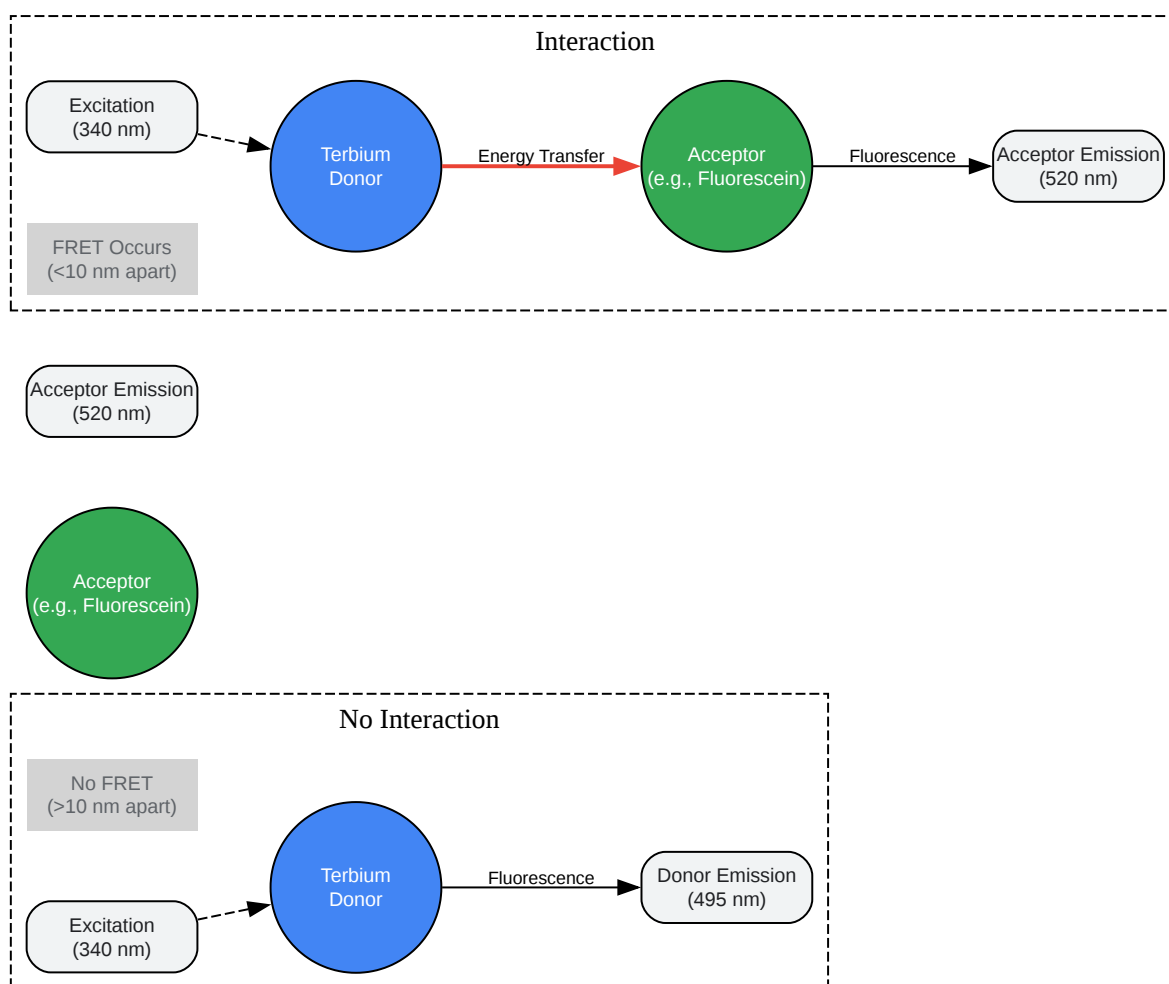 Interaction
Excitation
(340 nm)
Terbium
Donor
Energy Transfer
Acceptor
(e.g., Fluorescein)
Fluorescence
Acceptor Emission
(520 nm)
FRET Occurs
(<10 nm apart)
Acceptor Emission
(520 nm)
Acceptor
(e.g., Fluorescein)
No Interaction
No FRET
(>10 nm apart)
Excitation
(340 nm)
Terbium
Donor
Fluorescence
Donor Emission
(495 nm)